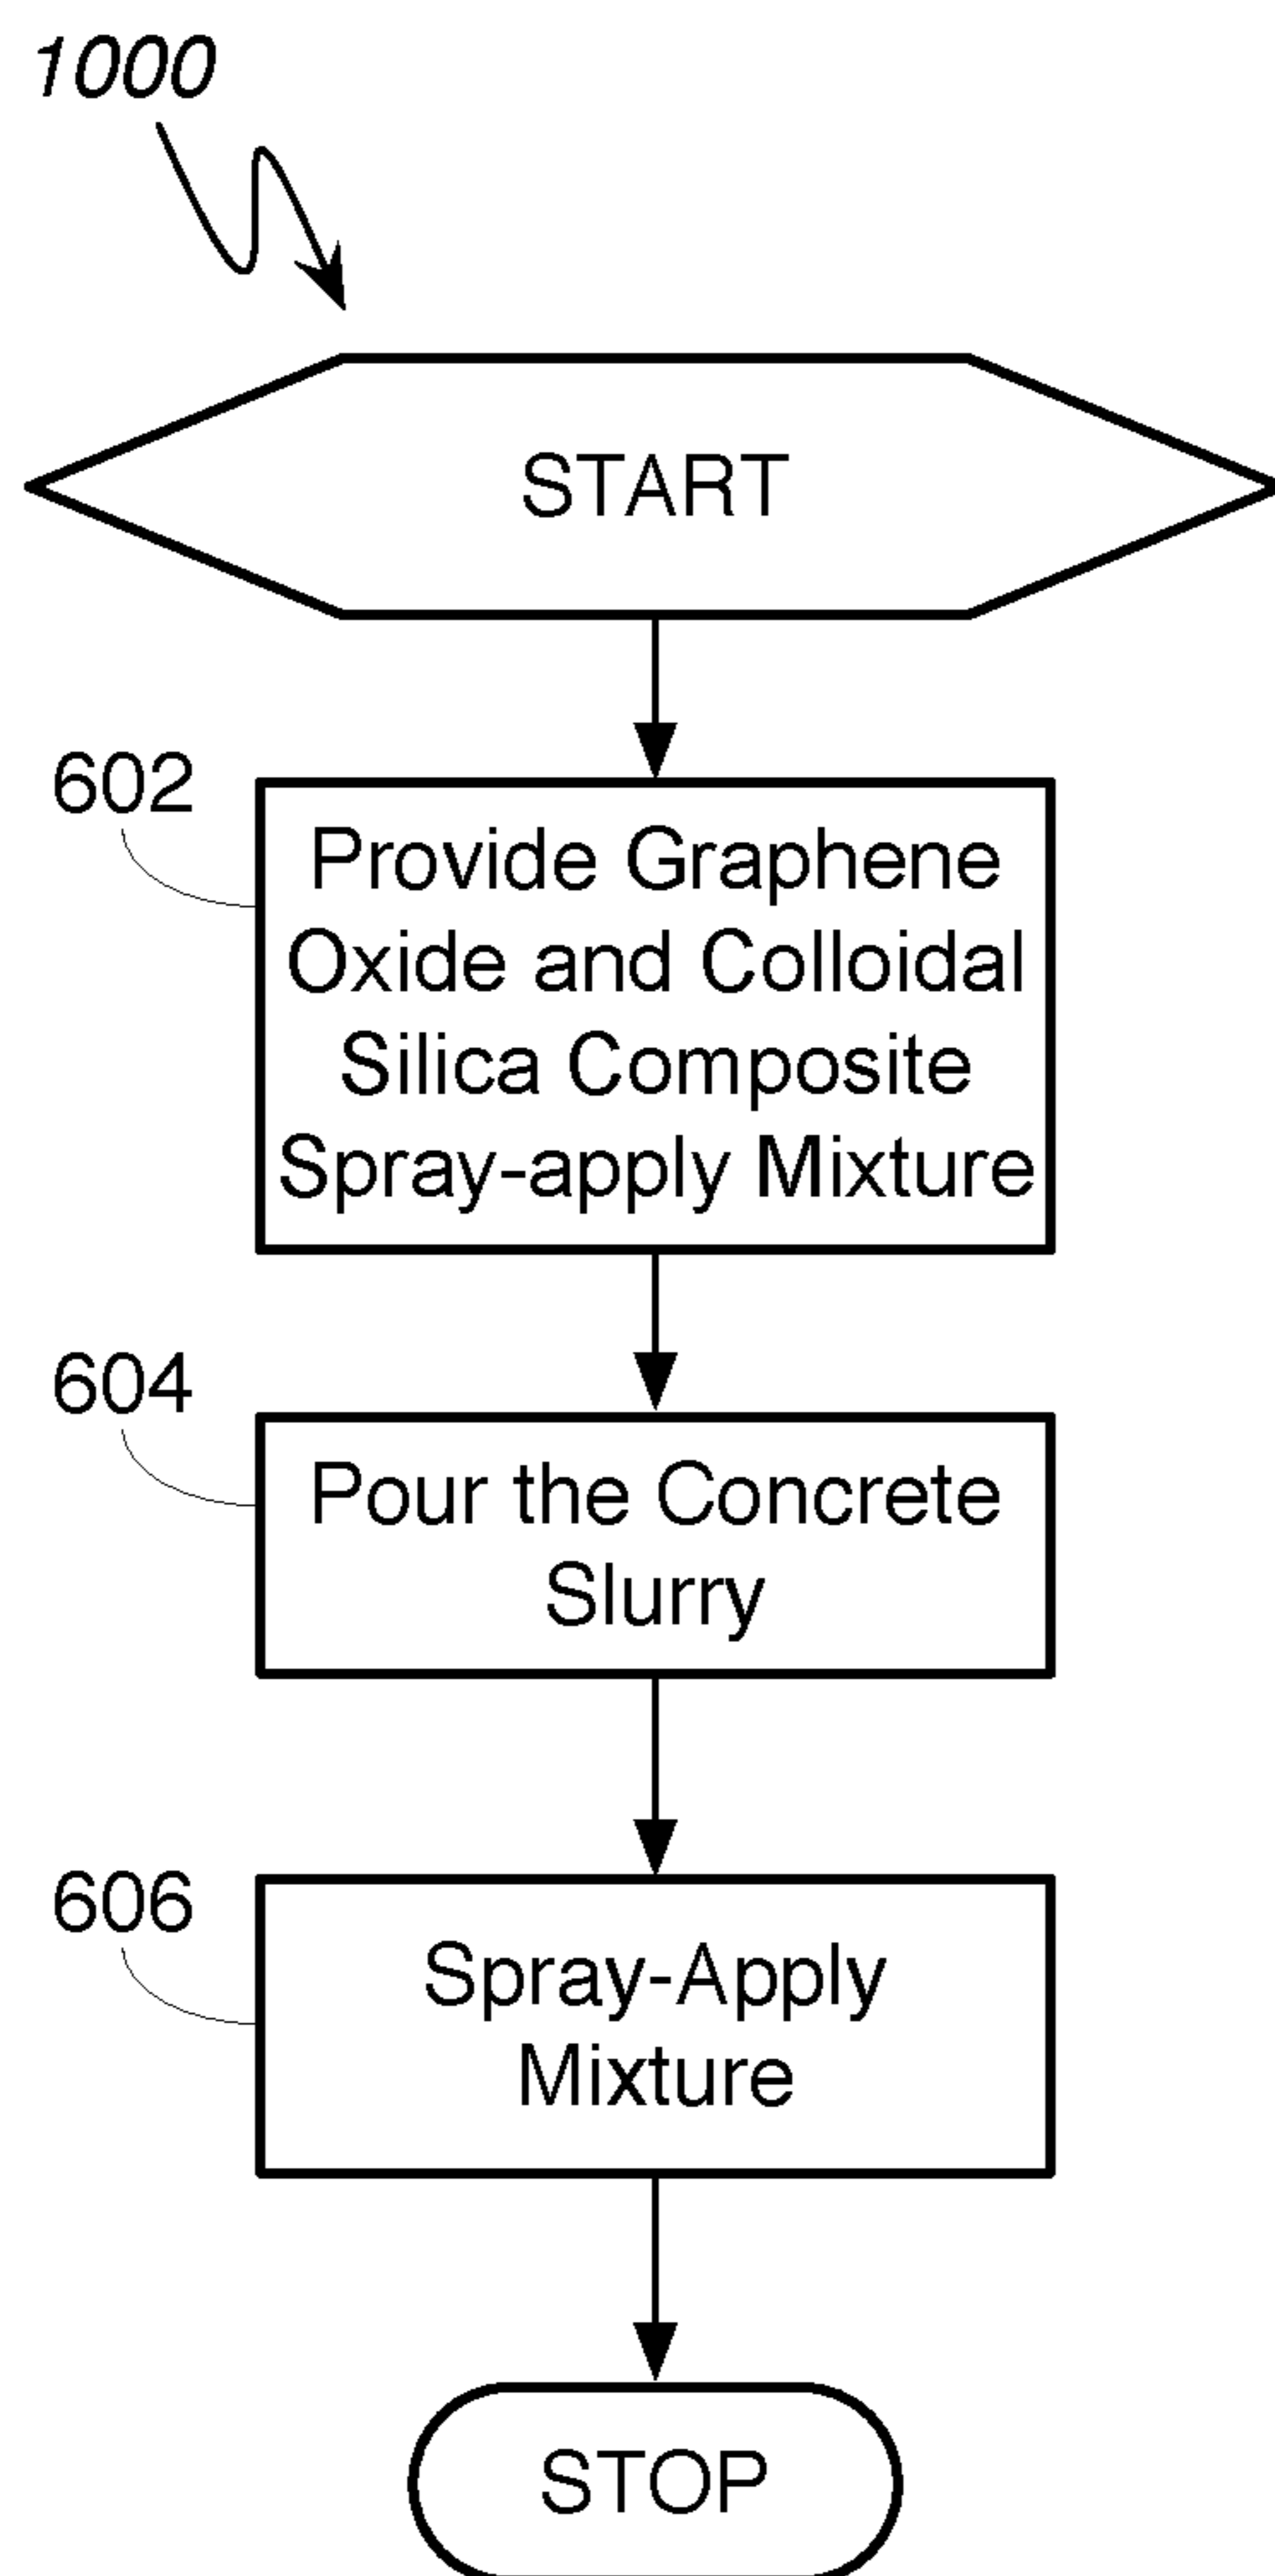 1000
START
602
Provide Graphene
Oxide and Colloidal
Silica Composite
Spray-apply Mixture
604
Pour the Concrete
Slurry
606
Spray-Apply
Mixture
STOP